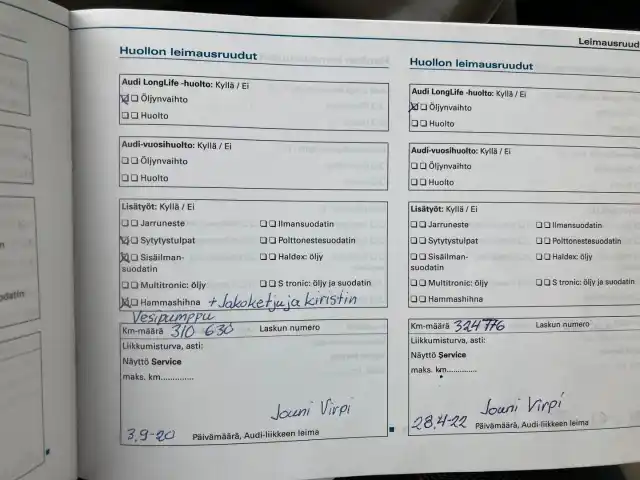 Leimausruud
Huollon leimausruudut
Audi LongLife -huolto: Kyllä / Ei
Öljynvaihto
Huolto
Audi-vuosihuolto: Kyllä / Ei
Öljynvaihto
Huolto
Lisätyöt: Kyllä / Ei
Jarruneste Ilmansuodatin
Sytytystulpat Polttonestesuodatin
Sisäilman- Haldex: öljy
suodatin
Multitronic: öljy S tronic: öljy ja suodatin
Hammashihna + Jakoketju ja kiristin
Vesipumppu
Km-määrä 310 630 Laskun numero
Liikkumisturva, asti:
Näyttö Service
maks. km..............
Jouni Virpi
3.9-20 Päivämäärä, Audi-liikkeen leima
Huollon leimausruudut
Audi LongLife -huolto: Kyllä / Ei
Öljynvaihto
Huolto
Audi-vuosihuolto: Kyllä / Ei
Öljynvaihto
Huolto
Lisätyöt: Kyllä / Ei
Jarruneste Ilmansuodatin
Sytytystulpat Polttonestesuodatin
Sisäilman- Haldex: öljy
suodatin
Multitronic: öljy S tronic: öljy ja suodatin
Hammashihna
Km-määrä 324776 Laskun numero
Liikkumisturva, asti:
Näyttö Service
maks. km..............
Jouni Virpi
28.4-22 Päivämäärä, Audi-liikkeen leima